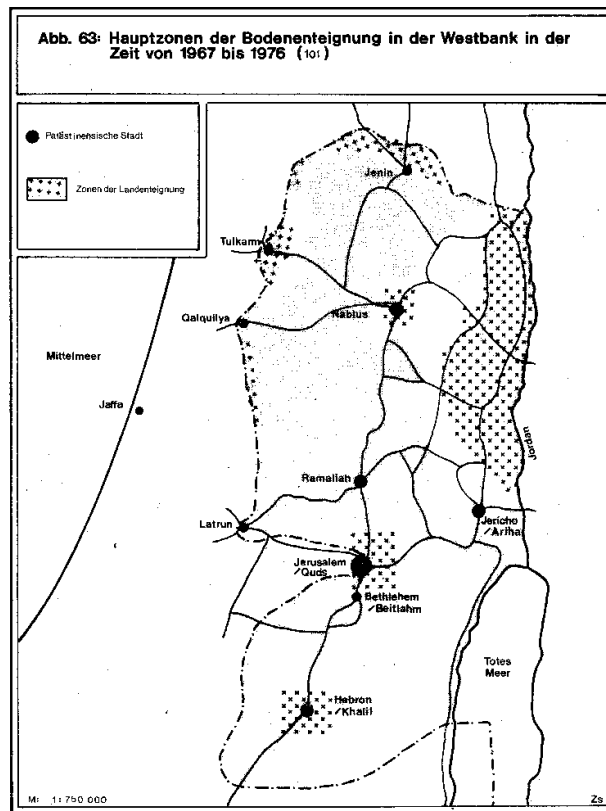 Abb. 63: Hauptzonen der Bodenenteignung in der Westbank in der
Zeit von 1967 bis 1976 (101)
Palästinensische Stadt
Zonen der Landenteignung
Jenin
Tulkarm
Qalquilya
Nablus
Mittelmeer
Jaffa
Jordan
Ramallah
Latrun
Jericho
/Ariha
Jerusalem
/Quds
Bethlehem
/Beitlahm
Totes
Meer
Hebron
/Khalil
M: 1:750 000
Zs